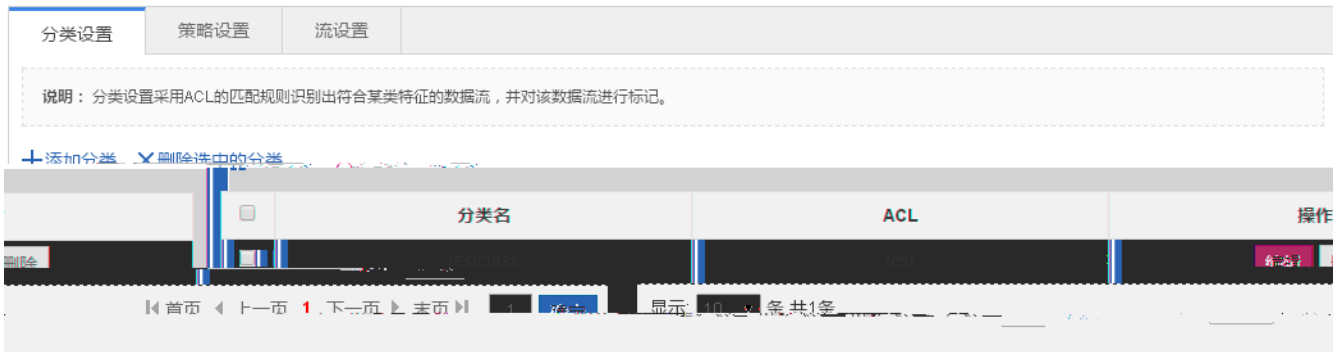 分类设置 策略设置 流设置
说明： 分类设置采用ACL的匹配规则识别出符合某类特征的数据流，并对该数据流进行标记。
添加分类 删除选中的分类
分类名 ACL 操作
删除 testclass test 编辑
首页 上一页 1 下一页 末页 1 确定 显示: 10 条 共1条